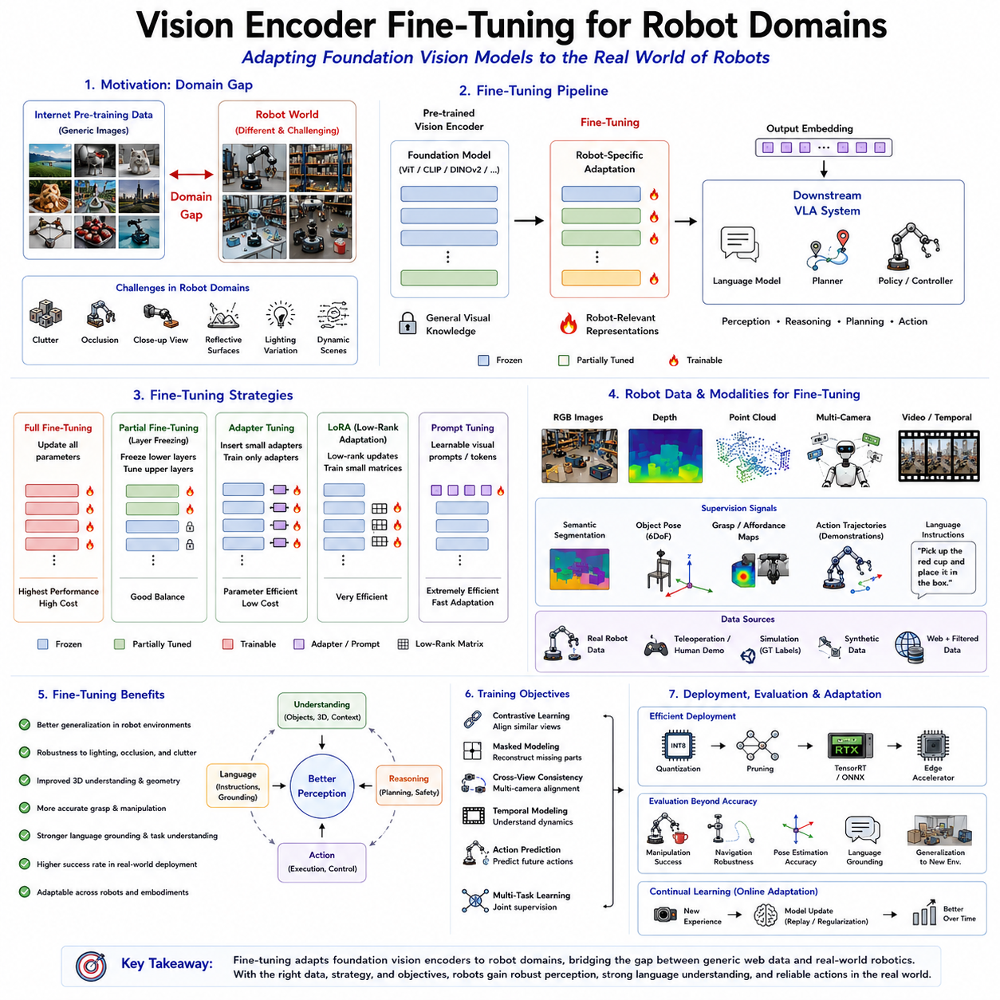 Vision Encoder Fine-Tuning for Robot Domains
Adapting Foundation Vision Models to the Real World of Robots
1. Motivation: Domain Gap
Internet Pre-training Data
(Generic Images)
Domain
Gap
Robot World
(Different & Challenging)
Challenges in Robot Domains
Clutter
Occlusion
Close-up View
Reflective
Surfaces
Lighting
Variation
Dynamic
Scenes
2. Fine-Tuning Pipeline
Pre-trained
Vision Encoder
Foundation Model
(ViT / CLIP / DINOv2 / ...)
General Visual
Knowledge
Fine-Tuning
Robot-Specific
Adaptation
Robot-Relevant
Representations
Output Embedding
Downstream
VLA System
Language Model
Planner
Policy / Controller
Perception • Reasoning • Planning • Action
Frozen
Partially Tuned
Trainable
3. Fine-Tuning Strategies
Full Fine-Tuning
Update all
parameters
Highest Performance
High Cost
Partial Fine-Tuning
(Layer Freezing)
Freeze lower layers
Tune upper layers
Good Balance
Adapter Tuning
Insert small adapters
Train only adapters
Parameter Efficient
Low Cost
LoRA (Low-Rank
Adaptation)
Low-rank updates
Train small matrices
Very Efficient
Prompt Tuning
Learnable visual
prompts / tokens
Extremely Efficient
Fast Adaptation
Frozen
Partially Tuned
Trainable
Adapter / Prompt
Low-Rank Matrix
4. Robot Data & Modalities for Fine-Tuning
RGB Images
Depth
Point Cloud
Multi-Camera
Video / Temporal
Supervision Signals
Semantic
Segmentation
Object Pose
(6DoF)
z
Grasp / Affordance
Maps
Action Trajectories
(Demonstrations)
Language
Instructions
"Pick up the
red cup and
place it in
the box."
Data Sources
Real Robot
Data
Teleoperation /
Human Demo
Simulation
(GT Labels)
Synthetic
Data
Web + Filtered
Data
5. Fine-Tuning Benefits
Better generalization in robot environments
Robustness to lighting, occlusion, and clutter
Improved 3D understanding & geometry
More accurate grasp & manipulation
Stronger language grounding & task understanding
Higher success rate in real-world deployment
Adaptable across robots and embodiments
Understanding
(Objects, 3D, Context)
Language
(Instructions,
Grounding)
Better
Perception
Reasoning
(Planning, Safety)
Action
(Execution, Control)
6. Training Objectives
Contrastive Learning
Align similar views
Masked Modeling
Reconstruct missing parts
Cross-View Consistency
Multi-camera alignment
Temporal Modeling
Understand dynamics
Action Prediction
Predict future actions
Multi-Task Learning
Joint supervision
7. Deployment, Evaluation & Adaptation
Efficient Deployment
INT8
Quantization
Pruning
RTX
TensorRT
/ ONNX
Edge
Accelerator
Evaluation Beyond Accuracy
Manipulation
Success
Navigation
Robustness
Pose Estimation
Accuracy
Language
Grounding
Generalization
to New Env.
Continual Learning (Online Adaptation)
New
Experience
Model Update
(Replay / Regularization)
Better
Over Time
Key Takeaway:
Fine-tuning adapts foundation vision encoders to robot domains, bridging the gap between generic web data and real-world robotics.
With the right data, strategy, and objectives, robots gain robust perception, strong language understanding, and reliable actions in the real world.